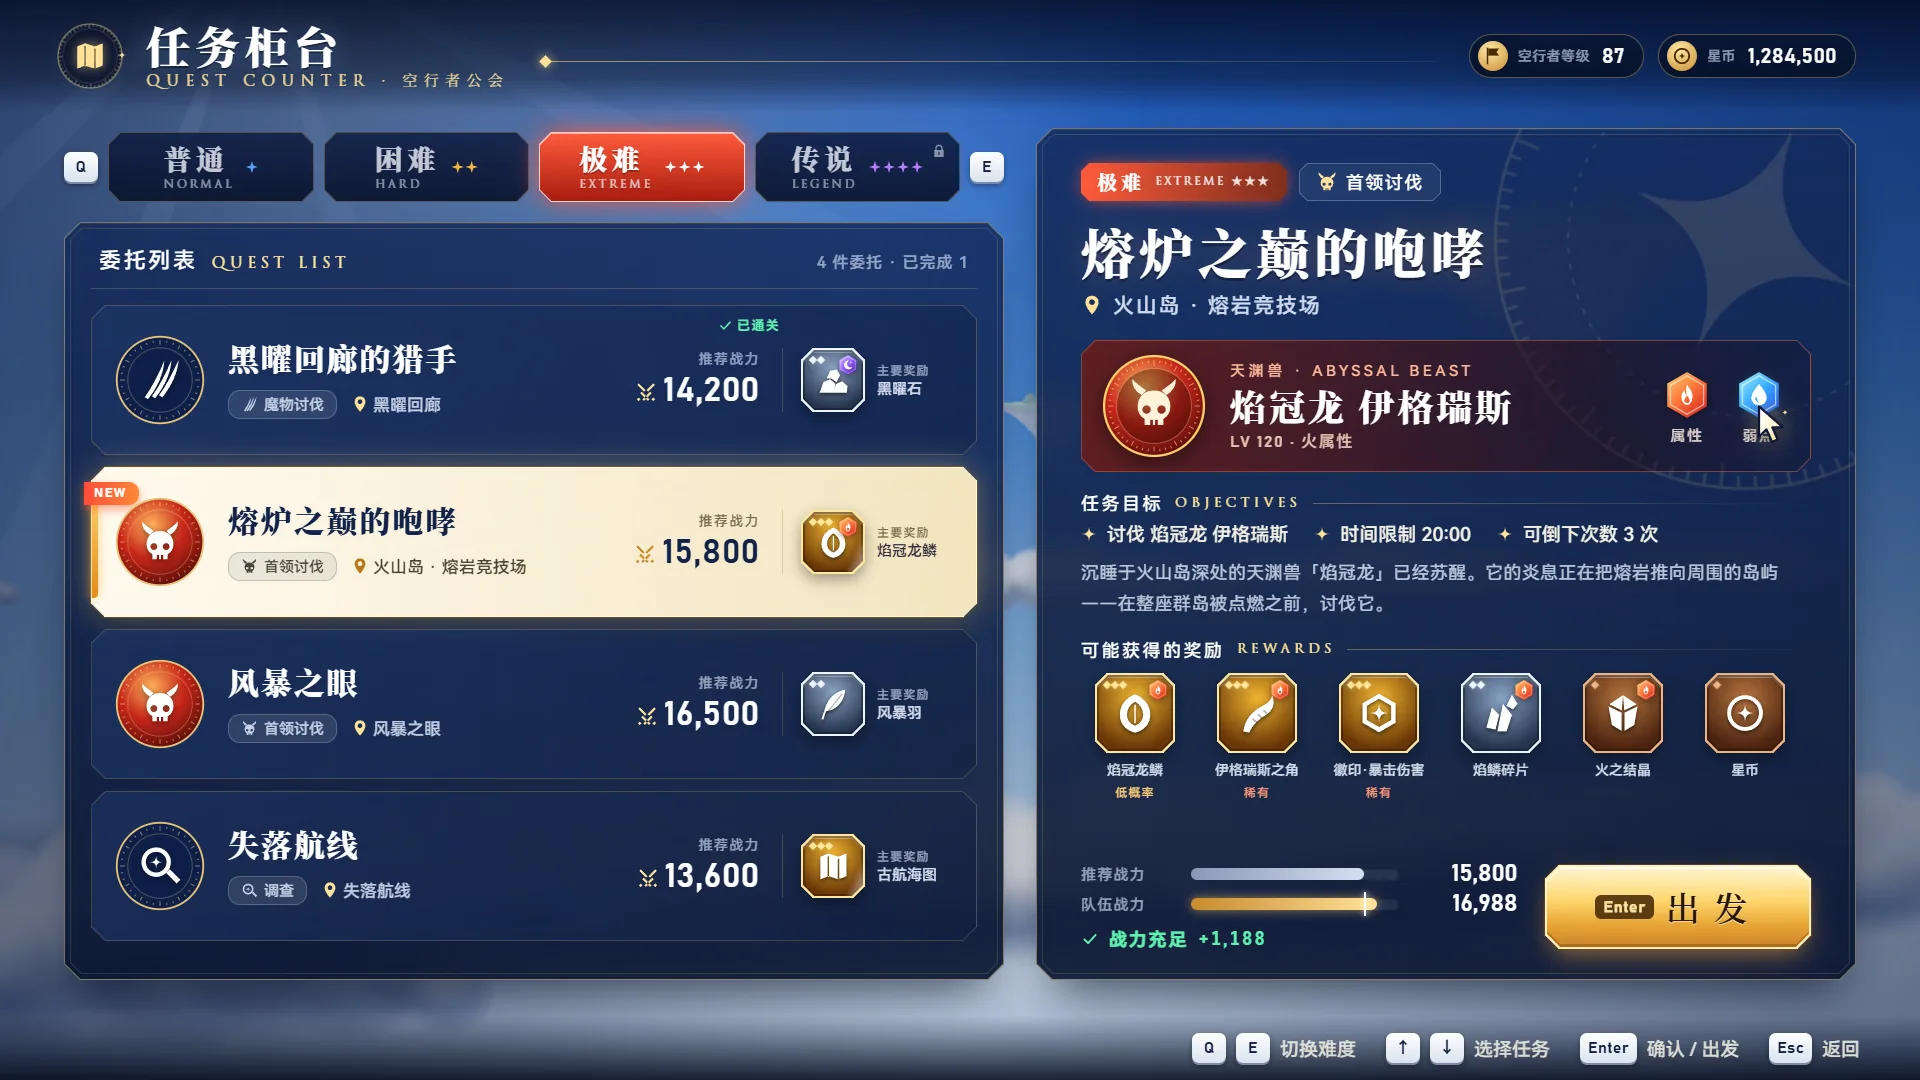 任务柜台
QUEST COUNTER · 空行者公会
空行者等级 87
星币 1,284,500
Q
普通
NORMAL
困难
HARD
极难
EXTREME
传说
LEGEND
E
委托列表 QUEST LIST
4 件委托 · 已完成 1
已通关
黑曜回廊的猎手
魔物讨伐 黑曜回廊
推荐战力
14,200
主要奖励
黑曜石
NEW
熔炉之巅的咆哮
首领讨伐 火山岛 · 熔岩竞技场
推荐战力
15,800
主要奖励
焰冠龙鳞
风暴之眼
首领讨伐 风暴之眼
推荐战力
16,500
主要奖励
风暴羽
失落航线
调查 失落航线
推荐战力
13,600
主要奖励
古航海图
极难 EXTREME ★★★
首领讨伐
熔炉之巅的咆哮
火山岛 · 熔岩竞技场
天渊兽 · ABYSSAL BEAST
焰冠龙 伊格瑞斯
LV 120 · 火属性
属性
任务目标 OBJECTIVES
讨伐 焰冠龙 伊格瑞斯
时间限制 20:00
可倒下次数 3 次
沉睡于火山岛深处的天渊兽「焰冠龙」已经苏醒。它的炎息正在把熔岩推向周围的岛屿
——在整座群岛被点燃之前，讨伐它。
可能获得的奖励 REWARDS
焰冠龙鳞
低概率
伊格瑞斯之角
稀有
徽印·暴击伤害
稀有
焰鳞碎片
火之结晶
星币
推荐战力 15,800
队伍战力 16,988
战力充足 +1,188
Enter 出发
Q E 切换难度
↑ ↓ 选择任务
Enter 确认 / 出发
Esc 返回